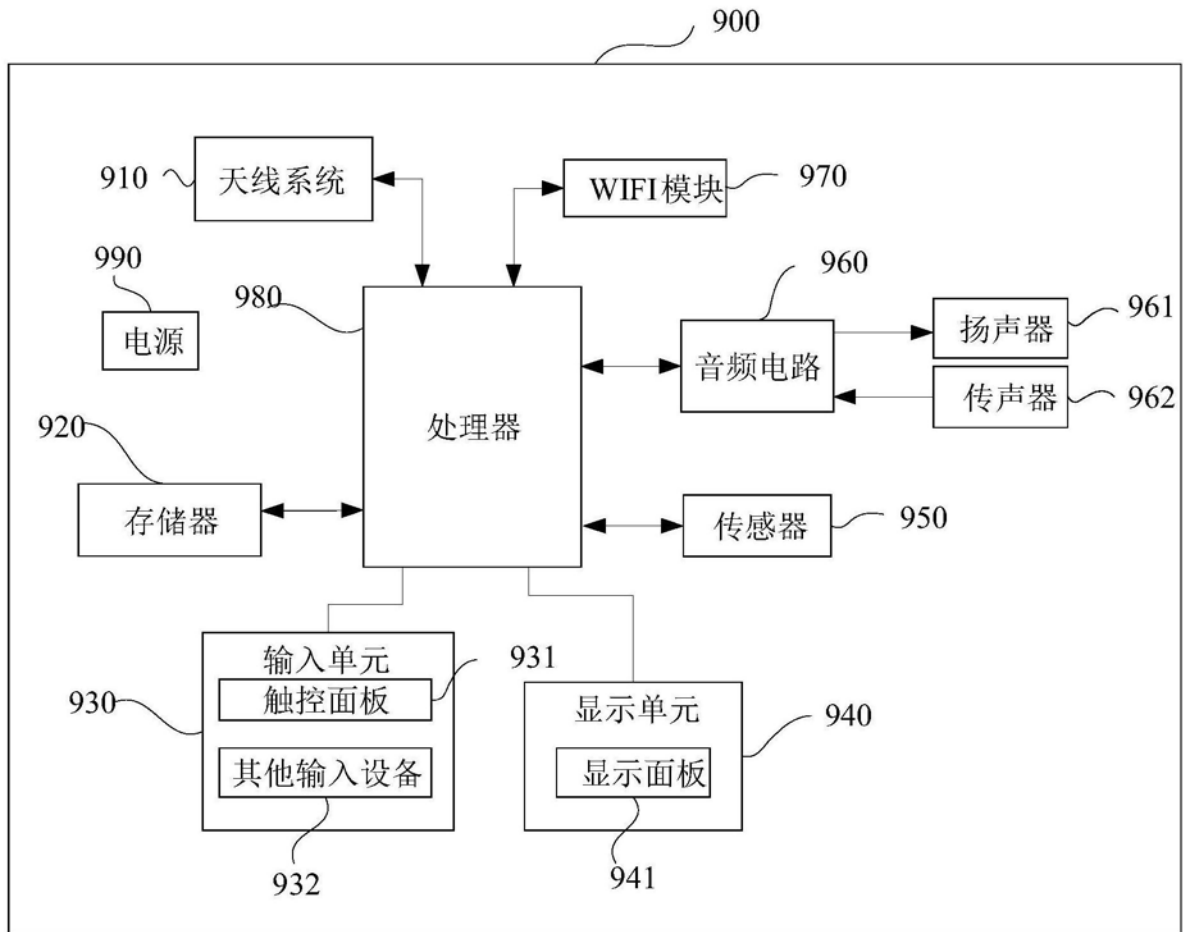 900
910
天线系统
WIFI模块
970
990
电源
980
960
961
扬声器
音频电路
传声器
962
处理器
920
存储器
传感器
950
输入单元
931
930
触控面板
其他输入设备
932
显示单元
940
显示面板
941